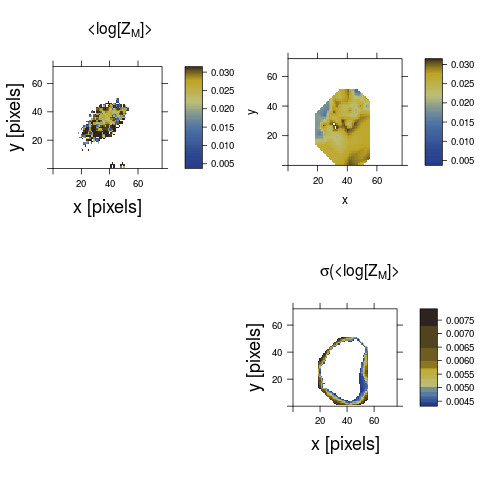 <log[Z_M]>
60
40
20
20 40 60
x [pixels]
y [pixels]
0.030
0.025
0.020
0.015
0.010
0.005
60
40
20
20 40 60
x
y
0.030
0.025
0.020
0.015
0.010
0.005
σ(<log[Z_M]>
60
40
20
20 40 60
x [pixels]
y [pixels]
0.0075
0.0070
0.0065
0.0060
0.0055
0.0050
0.0045